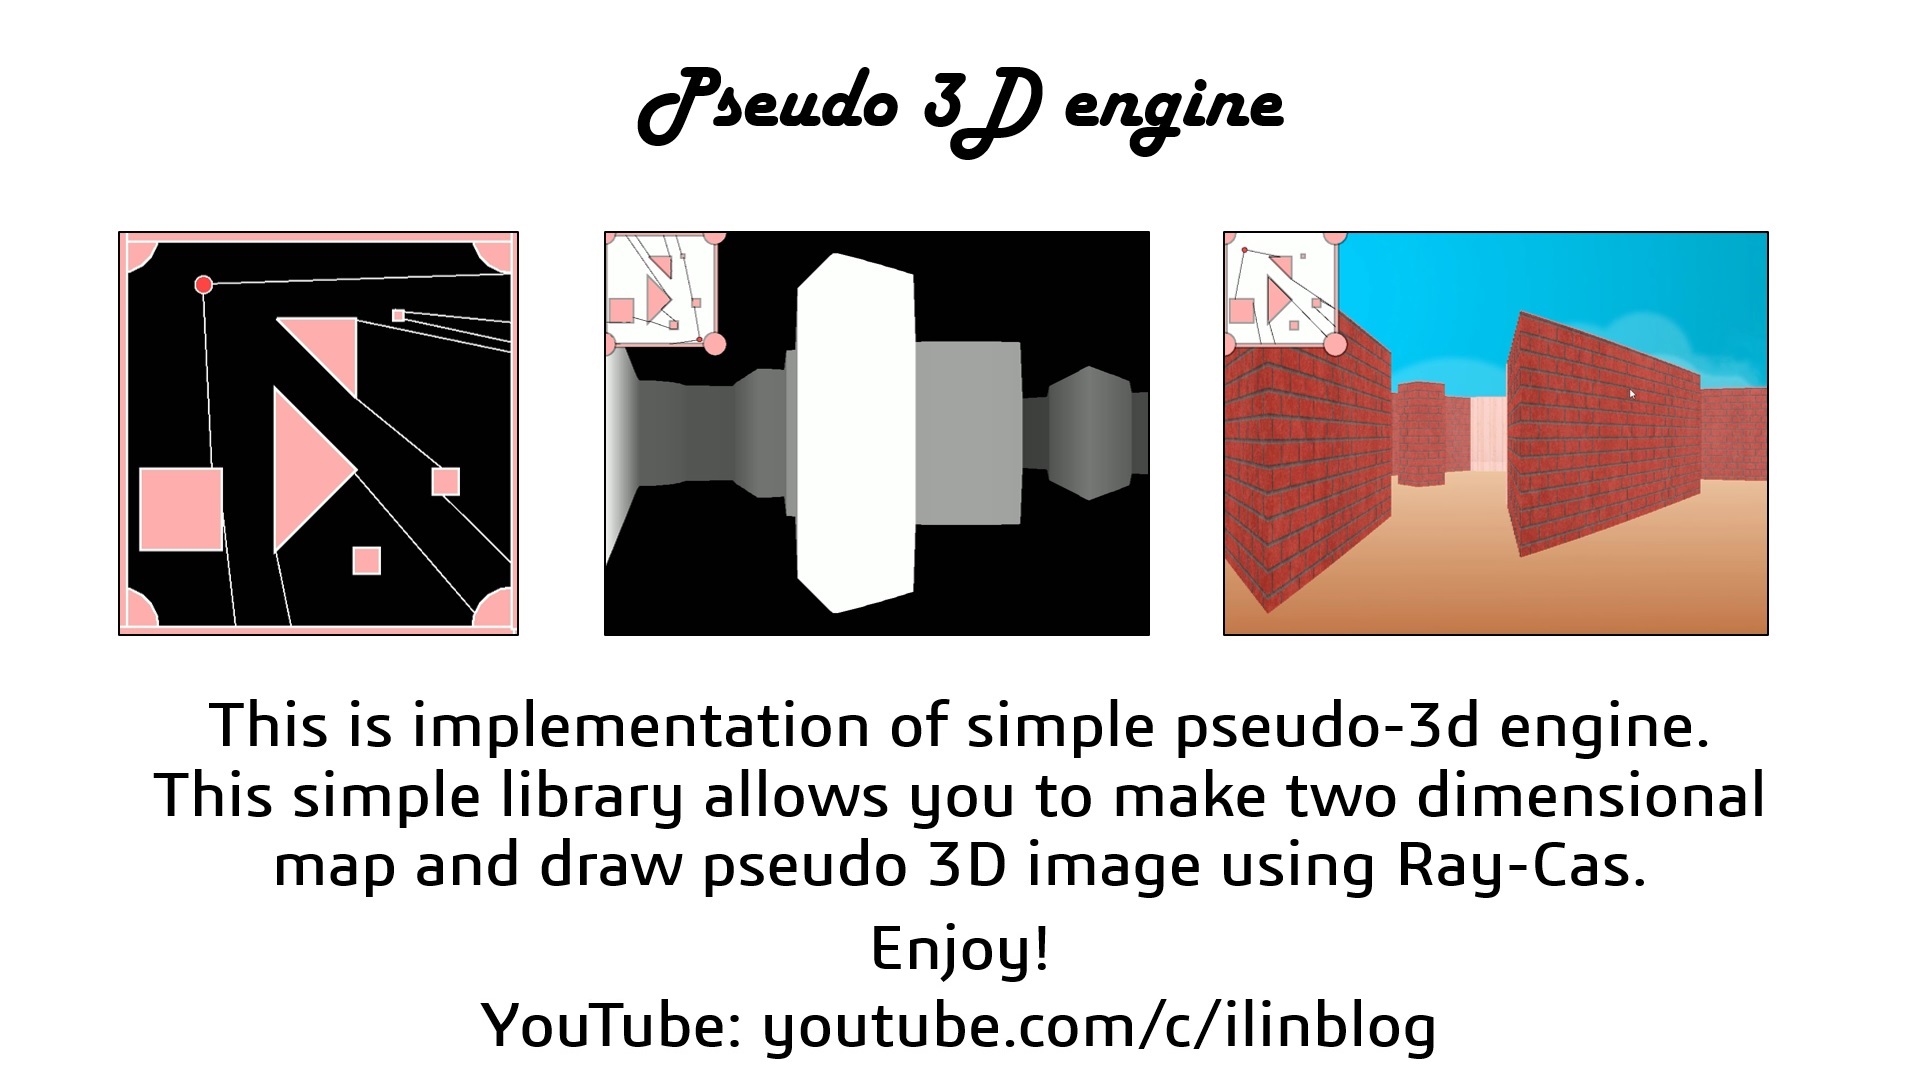 Pseudo 3D engine
This is implementation of simple pseudo-3d engine.
This simple library allows you to make two dimensional
map and draw pseudo 3D image using Ray-Cas.
Enjoy!
YouTube: youtube.com/c/ilinblog